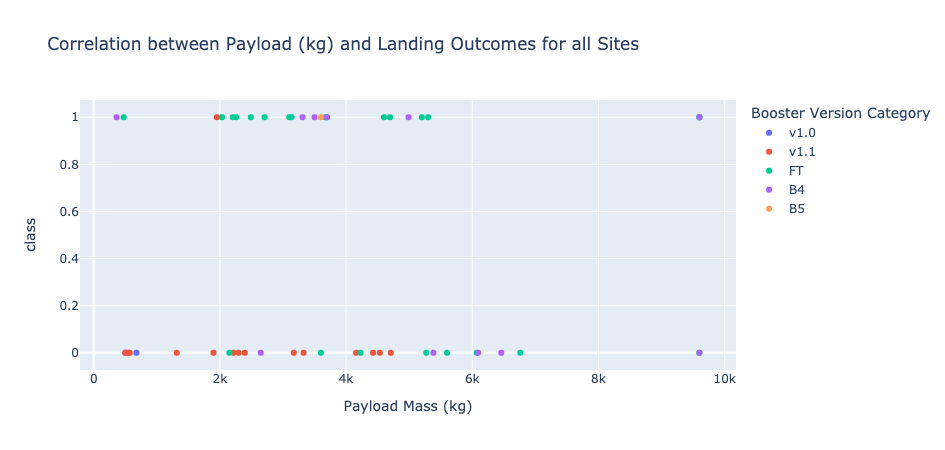 Correlation between Payload (kg) and Landing Outcomes for all Sites
Booster Version Category
v1.0
v1.1
FT
B4
B5
1
0.8
0.6
0.4
0.2
0
class
0 2k 4k 6k 8k 10k
Payload Mass (kg)